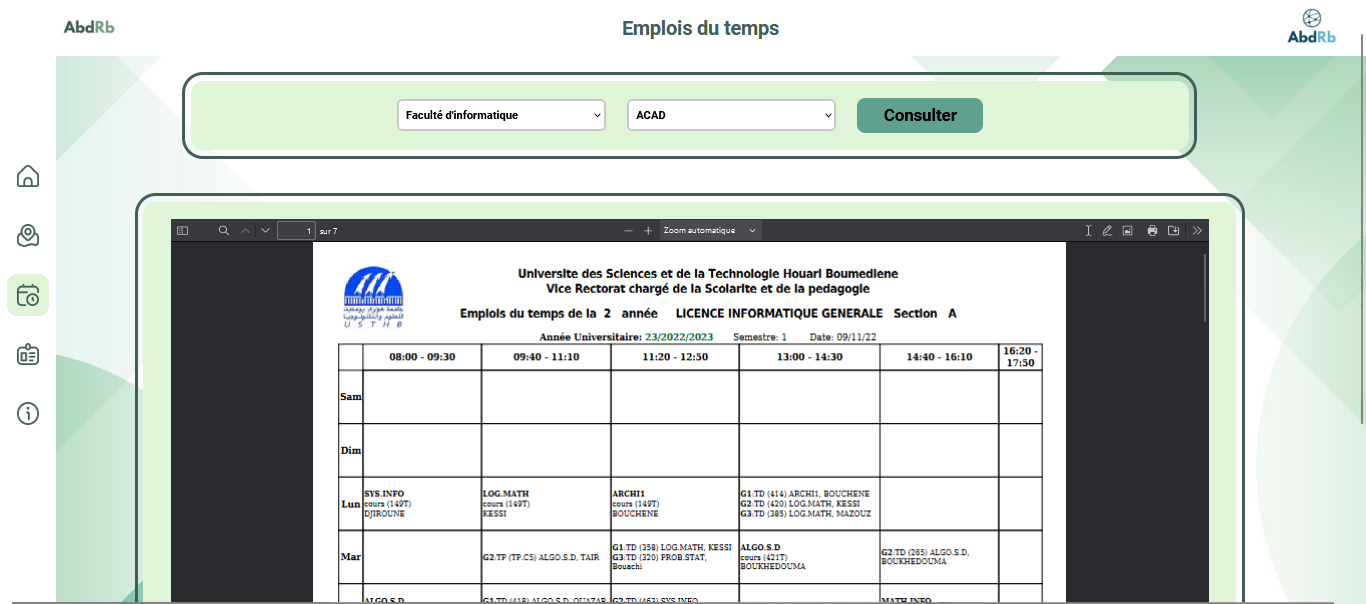 AbdRb
Emplois du temps
AbdRb
Faculté d'informatique
ACAD
Consulter
1 sur 7
Zoom automatique
Universite des Sciences et de la Technologie Houari Boumediene
Vice Rectorat chargé de la Scolarite et de la pedagogie
Emplois du temps de la 2 année LICENCE INFORMATIQUE GENERALE Section A
U S T H B
Année Universitaire: 23/2022/2023 Semestre: 1 Date: 09/11/22
08:00 - 09:30 09:40 - 11:10 11:20 - 12:50 13:00 - 14:30 14:40 - 16:10 16:20 - 17:50
Sam
Dim
Lun
SYS.INFO
cours (149T)
DJIROUNE
LOG.MATH
cours (149T)
KESSI
ARCHI1
cours (149T)
BOUCHENE
G1:TD (414) ARCHI1, BOUCHENE
G2:TD (420) LOG.MATH, KESSI
G3:TD (385) LOG.MATH, MAZOUZ
Mar
G2:TP (TP.C5) ALGO.S.D, TAIR
G1:TD (358) LOG.MATH, KESSI
G3:TD (320) PROB.STAT,
Bouachi
ALGO.S.D
cours (421T)
BOUKHEDOUMA
G2:TD (265) ALGO.S.D,
BOUKHEDOUMA
ALGO.S.D
G1:TD (418) ALGO.S.D, OUAZAR
G2:TD (463) SYS.INFO
MATH.INFO